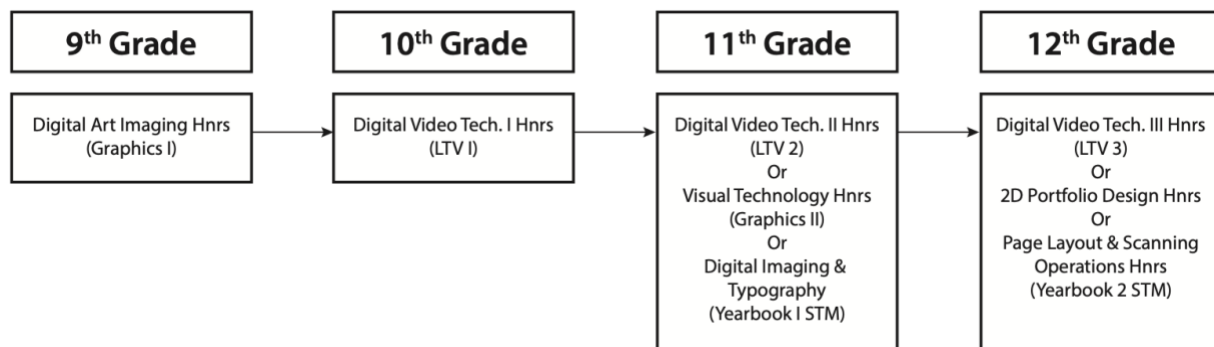 9th Grade
10th Grade
11th Grade
12th Grade
Digital Art Imaging Hnrs
(Graphics I)
Digital Video Tech. I Hnrs
(LTV I)
Digital Video Tech. II Hnrs
(LTV 2)
Or
Visual Technology Hnrs
(Graphics II)
Or
Digital Imaging &
Typography
(Yearbook I STM)
Digital Video Tech. III Hnrs
(LTV 3)
Or
2D Portfolio Design Hnrs
Or
Page Layout & Scanning
Operations Hnrs
(Yearbook 2 STM)